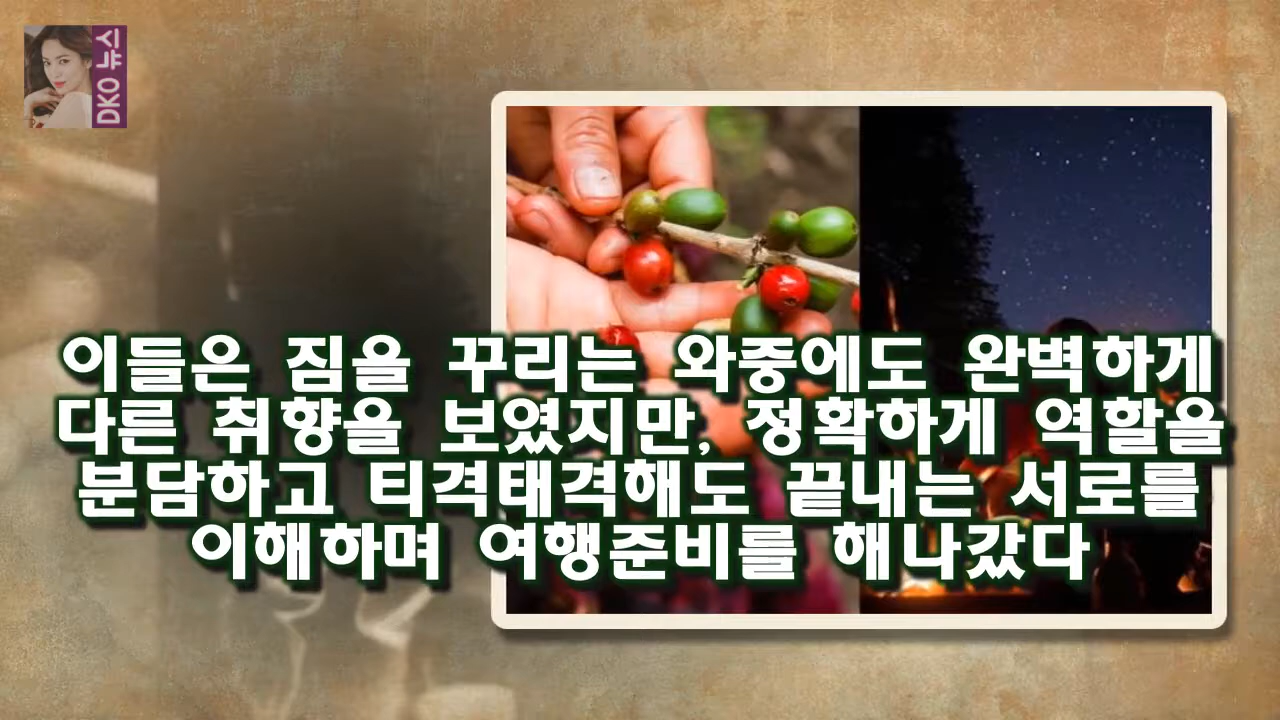 DKO 뉴스
이들은 짐을 꾸리는 와중에도 완벽하게
다른 취향을 보였지만, 정확하게 역할을
분담하고 티격태격해도 끝내는 서로를
이해하며 여행준비를 해나갔다